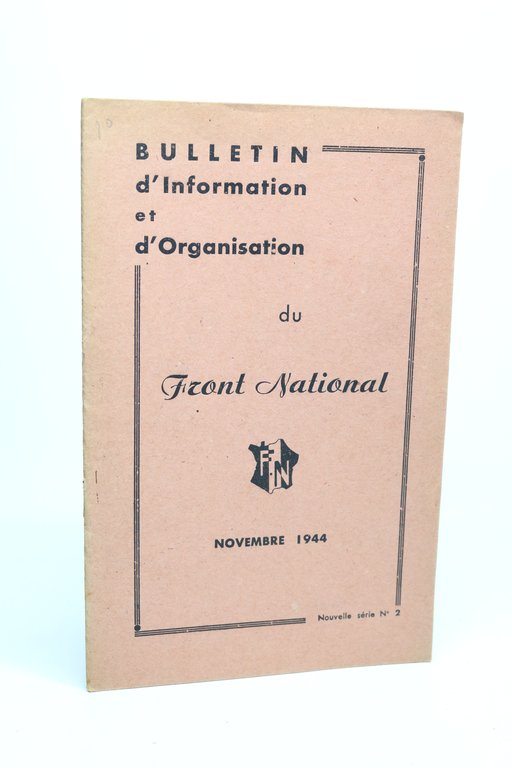 BULLETIN
d'Information
et
d'Organisation
du
Front National
FN
NOVEMBRE 1944
Nouvelle série N° 2